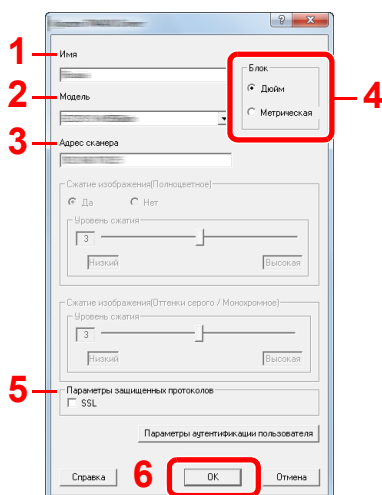 1
Имя
Блок
Дюйм
4
2
Модель
Метрическая
3
Адрес сканера
Сжатие изображения(Полноцветное)
Да
Нет
Уровень сжатия
3
Низкий
Высокая
Сжатие изображения(Оттенки серого / Монохромное)
Уровень сжатия
3
Низкий
Высокая
5
Параметры защищенных протоколов
SSL
Параметры аутентификации пользователя
Справка
6
OK
Отмена